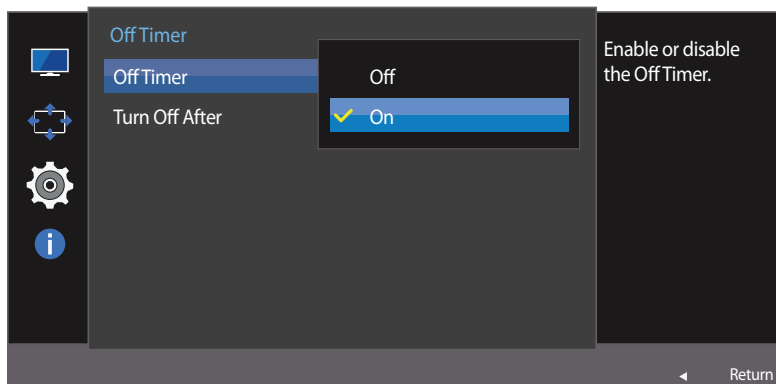 Off Timer
Off Timer
Off
Enable or disable
the Off Timer.
Turn Off After
On
Return